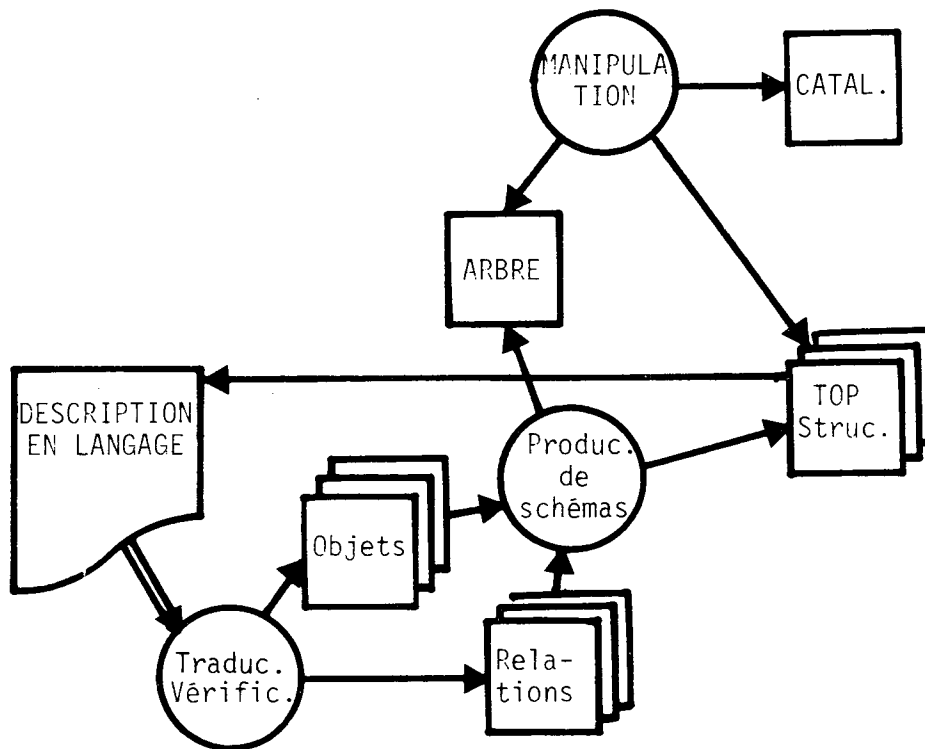 MANIPULA
TION
CATAL.
ARBRE
DESCRIPTION
EN LANGAGE
TOP
Struc.
Produc.
de
schémas
Objets
Traduc.
Vérific.
Rela-
tions